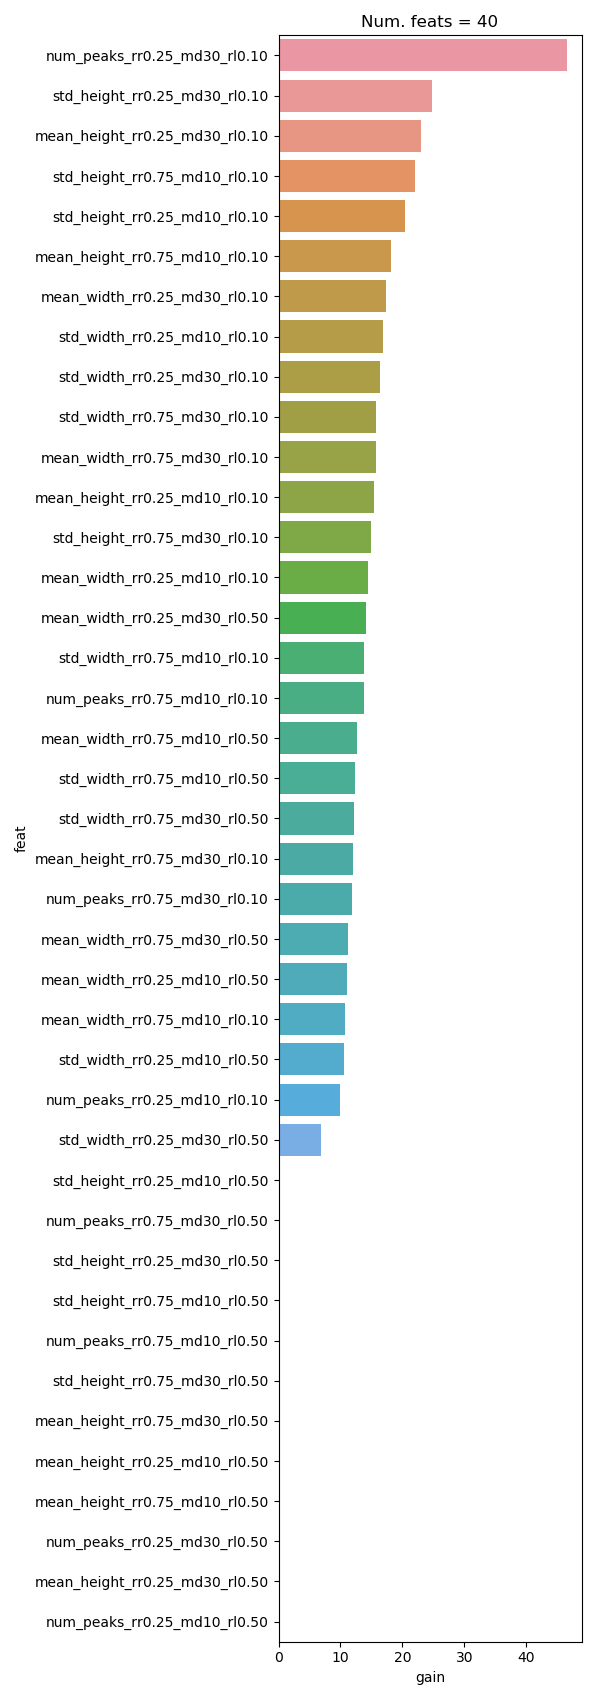 Num. feats = 40
num_peaks_rr0.25_md30_rl0.10
std_height_rr0.25_md30_rl0.10
mean_height_rr0.25_md30_rl0.10
std_height_rr0.75_md10_rl0.10
std_height_rr0.25_md10_rl0.10
mean_height_rr0.75_md10_rl0.10
mean_width_rr0.25_md30_rl0.10
std_width_rr0.25_md10_rl0.10
std_width_rr0.25_md30_rl0.10
std_width_rr0.75_md30_rl0.10
mean_width_rr0.75_md30_rl0.10
mean_height_rr0.25_md10_rl0.10
std_height_rr0.75_md30_rl0.10
mean_width_rr0.25_md10_rl0.10
mean_width_rr0.25_md30_rl0.50
std_width_rr0.75_md10_rl0.10
num_peaks_rr0.75_md10_rl0.10
mean_width_rr0.75_md10_rl0.50
std_width_rr0.75_md10_rl0.50
std_width_rr0.75_md30_rl0.50
feat
mean_height_rr0.75_md30_rl0.10
num_peaks_rr0.75_md30_rl0.10
mean_width_rr0.75_md30_rl0.50
mean_width_rr0.25_md10_rl0.50
mean_width_rr0.75_md10_rl0.10
std_width_rr0.25_md10_rl0.50
num_peaks_rr0.25_md10_rl0.10
std_width_rr0.25_md30_rl0.50
std_height_rr0.25_md10_rl0.50
num_peaks_rr0.75_md30_rl0.50
std_height_rr0.25_md30_rl0.50
std_height_rr0.75_md10_rl0.50
num_peaks_rr0.75_md10_rl0.50
std_height_rr0.75_md30_rl0.50
mean_height_rr0.75_md30_rl0.50
mean_height_rr0.25_md10_rl0.50
mean_height_rr0.75_md10_rl0.50
num_peaks_rr0.25_md30_rl0.50
mean_height_rr0.25_md30_rl0.50
num_peaks_rr0.25_md10_rl0.50
0 10 20 30 40
gain